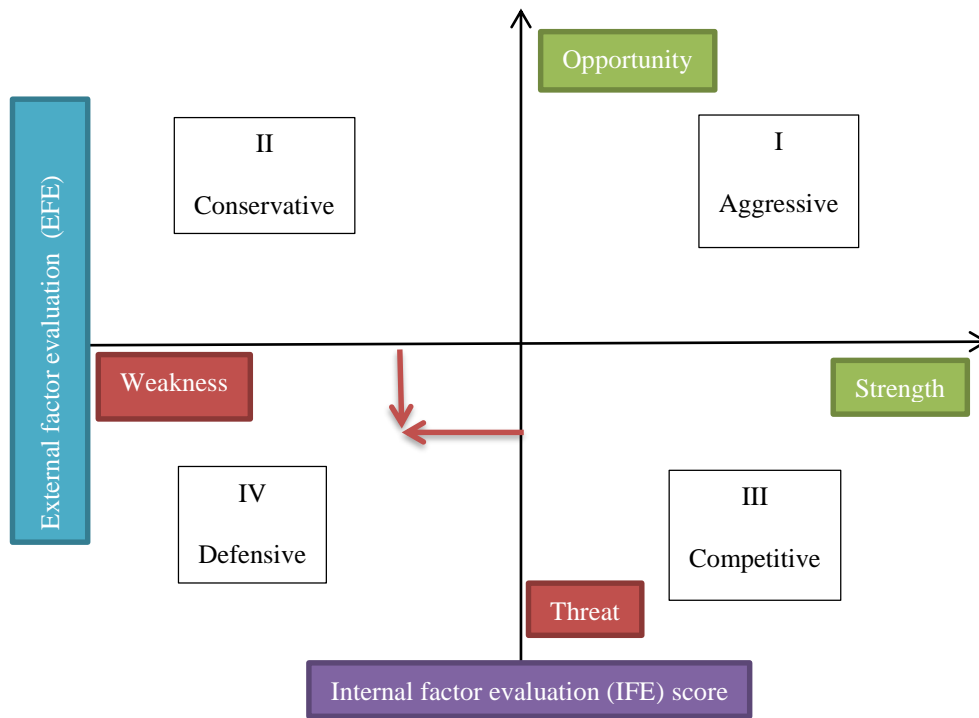 Opportunity
II
Conservative
I
Aggressive
External factor evaluation (EFE)
Weakness
Strength
IV
Defensive
III
Competitive
Threat
Internal factor evaluation (IFE) score